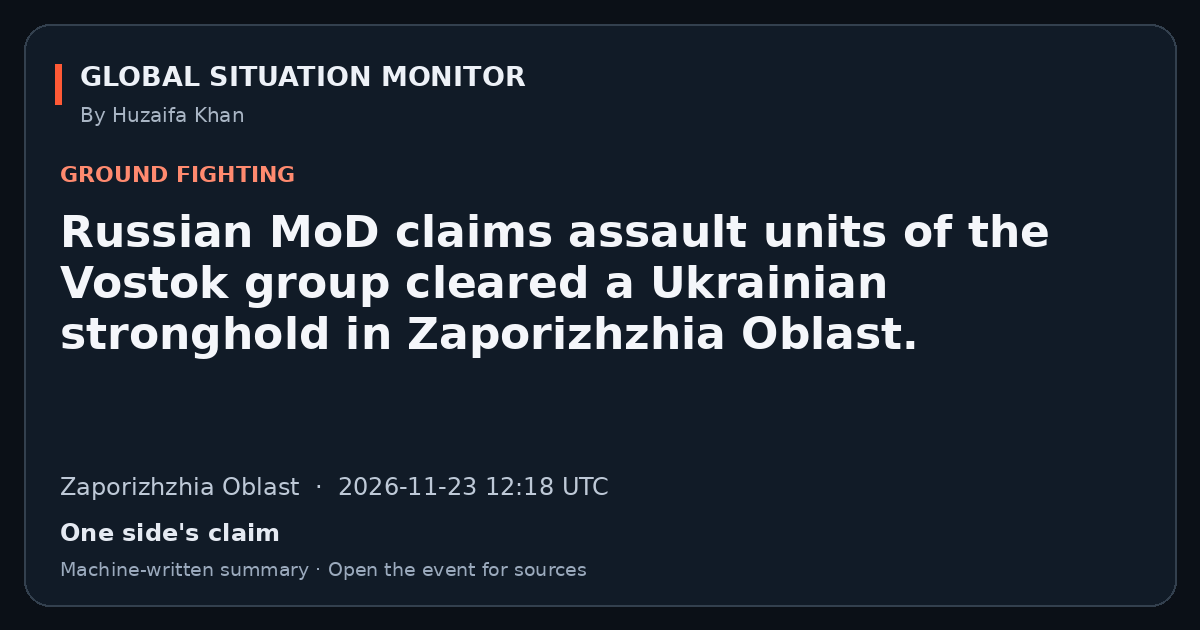 GLOBAL SITUATION MONITOR
By Huzaifa Khan
GROUND FIGHTING
Russian MoD claims assault units of the
Vostok group cleared a Ukrainian
stronghold in Zaporizhzhia Oblast.
Zaporizhzhia Oblast · 2026-11-23 12:18 UTC
One side's claim
Machine-written summary · Open the event for sources